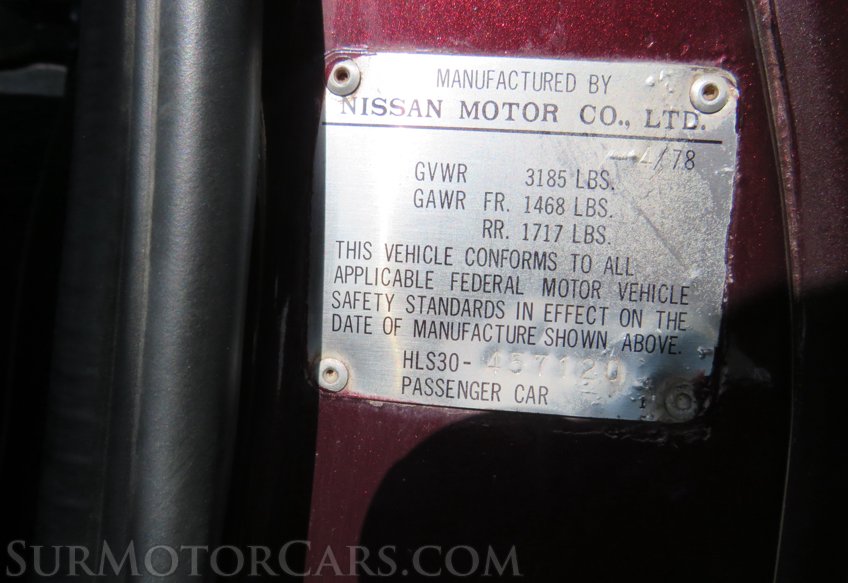 MANUFACTURED BY
NISSAN MOTOR CO., LTD.
4/78
GVWR 3185 LBS.
GAWR FR. 1468 LBS.
RR. 1717 LBS.
THIS VEHICLE CONFORMS TO ALL
APPLICABLE FEDERAL MOTOR VEHICLE
SAFETY STANDARDS IN EFFECT ON THE
DATE OF MANUFACTURE SHOWN ABOVE.
HLS30-457120
PASSENGER CAR 1
SURMOTORCARS.COM